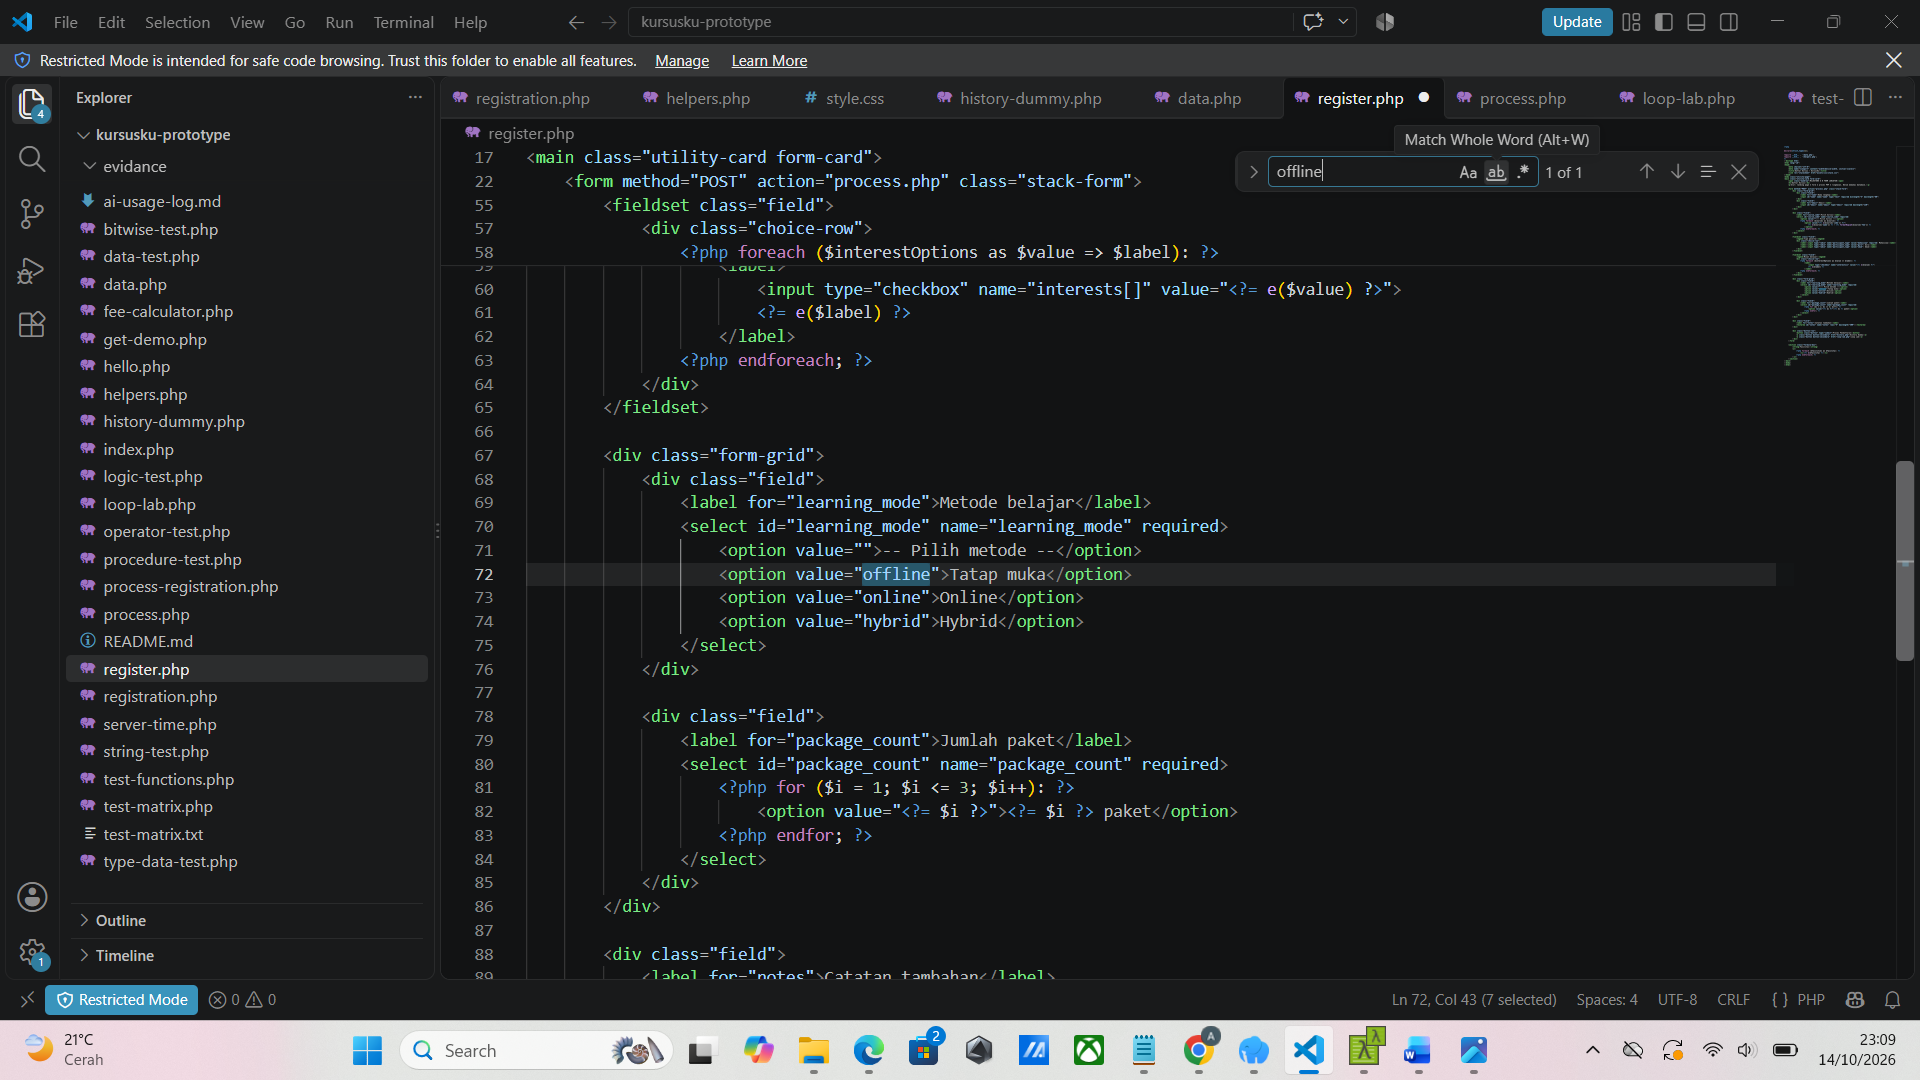 File Edit Selection View Go Run Terminal Help
kursusku-prototype
Update
Restricted Mode is intended for safe code browsing. Trust this folder to enable all features. Manage Learn More
4
Explorer
kursusku-prototype
evidance
ai-usage-log.md
bitwise-test.php
data-test.php
data.php
fee-calculator.php
get-demo.php
hello.php
helpers.php
history-dummy.php
index.php
logic-test.php
loop-lab.php
operator-test.php
procedure-test.php
process-registration.php
process.php
README.md
register.php
registration.php
server-time.php
string-test.php
test-functions.php
test-matrix.php
test-matrix.txt
type-data-test.php
Outline
Timeline
1
registration.php helpers.php # style.css history-dummy.php data.php register.php process.php loop-lab.php test-
register.php
Match Whole Word (Alt+W)
offline Aa ab .* 1 of 1
17 <main class="utility-card form-card">
22 <form method="POST" action="process.php" class="stack-form">
55 <fieldset class="field">
57 <div class="choice-row">
58 <?php foreach ($interestOptions as $value => $label): ?>
59 <label>
60 <input type="checkbox" name="interests[]" value="<?= e($value) ?>">
61 <?= e($label) ?>
62 </label>
63 <?php endforeach; ?>
64 </div>
65 </fieldset>
66
67 <div class="form-grid">
68 <div class="field">
69 <label for="learning_mode">Metode belajar</label>
70 <select id="learning_mode" name="learning_mode" required>
71 <option value="">-- Pilih metode --</option>
72 <option value="offline">Tatap muka</option>
73 <option value="online">Online</option>
74 <option value="hybrid">Hybrid</option>
75 </select>
76 </div>
77
78 <div class="field">
79 <label for="package_count">Jumlah paket</label>
80 <select id="package_count" name="package_count" required>
81 <?php for ($i = 1; $i <= 3; $i++): ?>
82 <option value="<?= $i ?>"><?= $i ?> paket</option>
83 <?php endfor; ?>
84 </select>
85 </div>
86 </div>
87
88 <div class="field">
89 <label for="notes">Catatan tambahan</label>
Restricted Mode 0 0
Ln 72, Col 43 (7 selected) Spaces: 4 UTF-8 CRLF { } PHP
21°C
Cerah
Search
2
A
23:09
14/10/2026